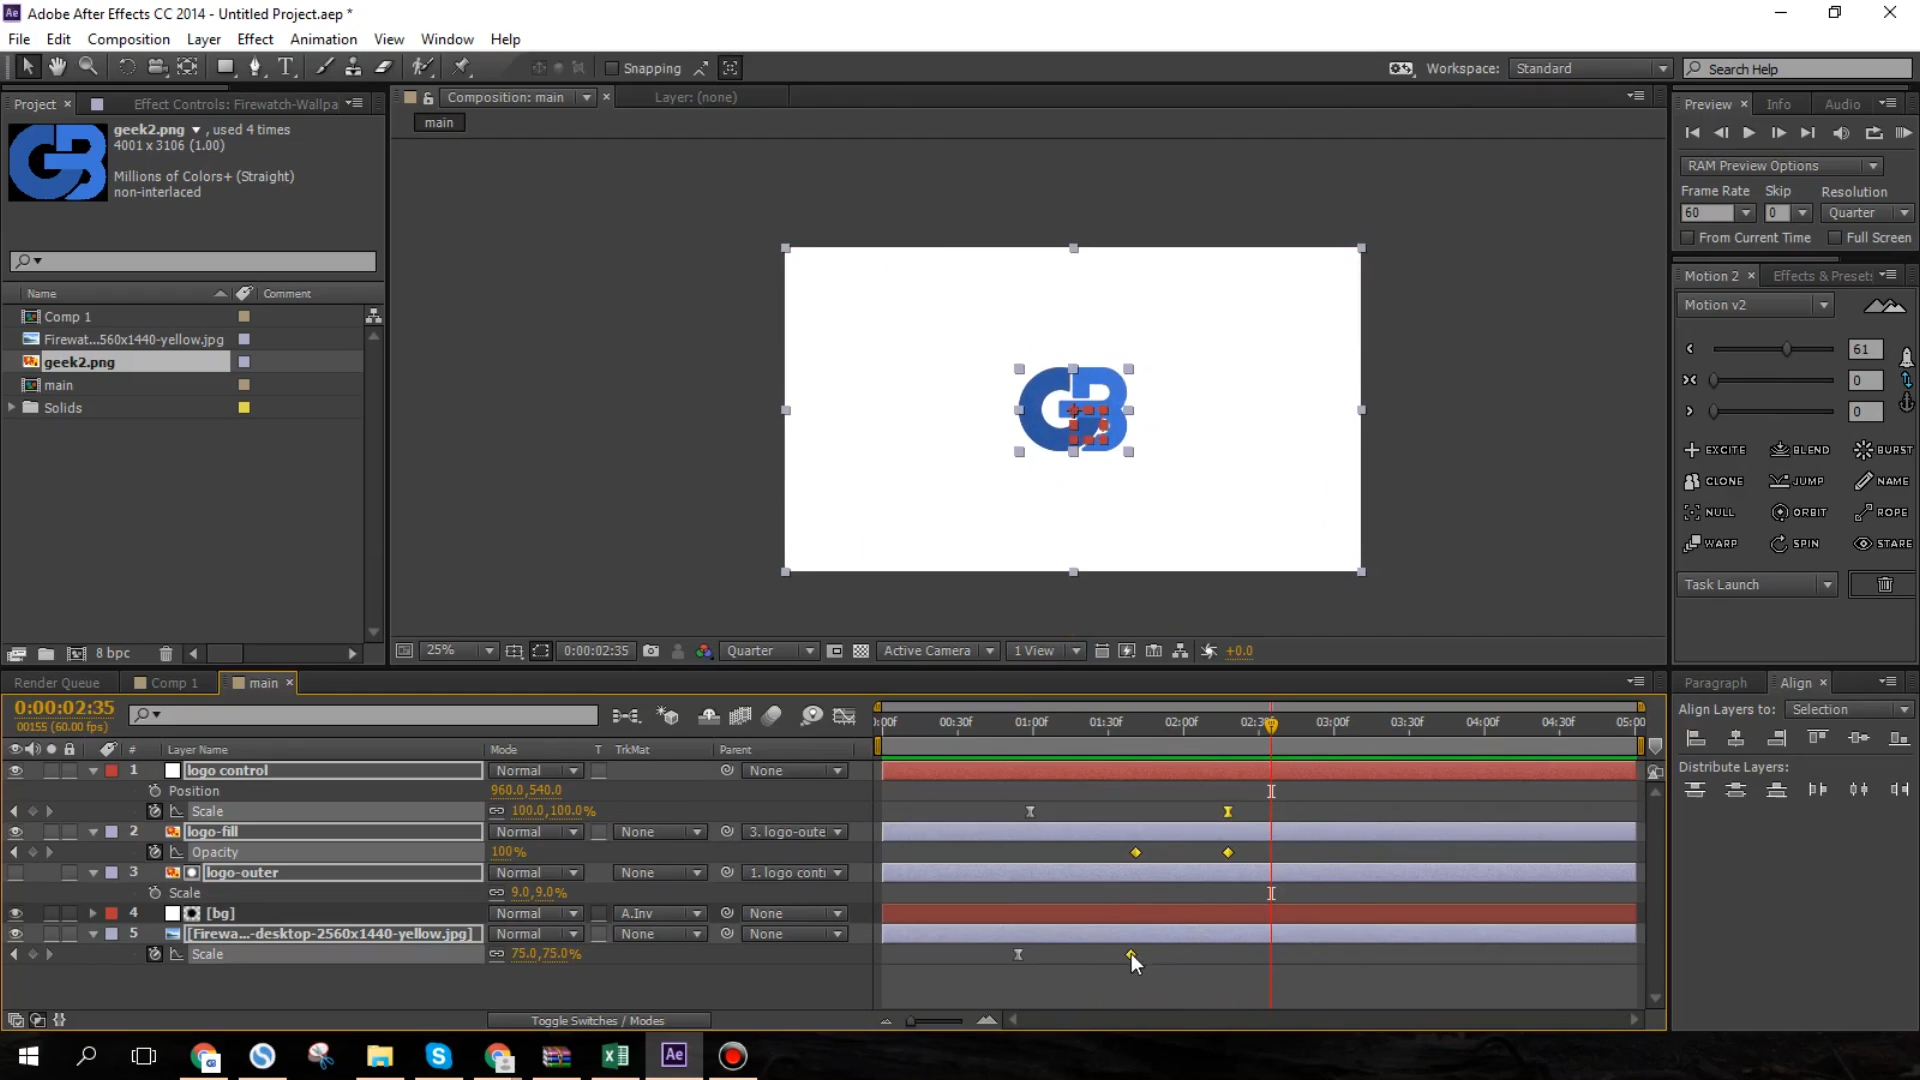 Adobe After Effects CC 2014 - Untitled Project.aep *
File Edit Composition Layer Effect Animation View Window Help
Snapping
Workspace: Standard
Search Help
Project Effect Controls: Firewatch-Wallpa
geek2.png , used 4 times
4001 x 3106 (1.00)
Millions of Colors+ (Straight)
non-interlaced
Name Comment
Comp 1
Firewat...560x1440-yellow.jpg
geek2.png
main
Solids
8 bpc
Composition: main
Layer: (none)
main
GB
25% 0:00:02:35 Quarter Active Camera 1 View +0.0
Preview Info Audio
RAM Preview Options
Frame Rate Skip Resolution
60 0 Quarter
From Current Time Full Screen
Motion 2 Effects & Presets
Motion v2
61
0
0
EXCITE BLEND BURST
CLONE JUMP NAME
NULL ORBIT ROPE
WARP SPIN STARE
Task Launch
Render Queue Comp 1 main
0:00:02:35
00155 (60.00 fps)
):00f 00:30f 01:00f 01:30f 02:00f 02:30f 03:00f 03:30f 04:00f 04:30f 05:00
# Layer Name Mode T TrkMat Parent
1 logo control Normal None
Position 960.0,540.0
Scale 100.0,100.0%
2 logo-fill Normal None 3. logo-oute
Opacity 100%
3 logo-outer Normal None 1. logo conti
Scale 9.0,9.0%
4 [bg] Normal A.Inv None
5 [Firewa...-desktop-2560x1440-yellow.jpg] Normal None None
Scale 75.0,75.0%
Toggle Switches / Modes
Paragraph Align
Align Layers to: Selection
Distribute Layers:
Ae